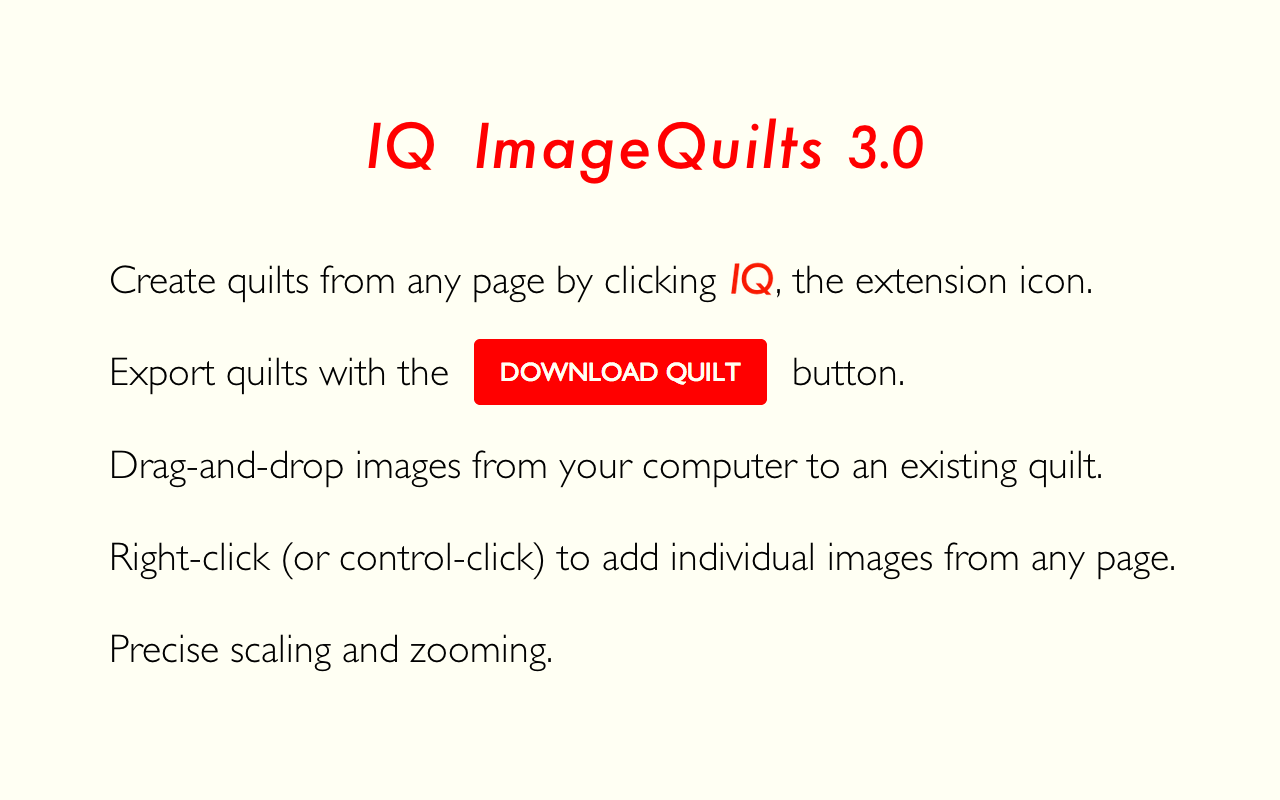 IQ ImageQuilts 3.0
Create quilts from any page by clicking IQ, the extension icon.
Export quilts with the DOWNLOAD QUILT button.
Drag-and-drop images from your computer to an existing quilt.
Right-click (or control-click) to add individual images from any page.
Precise scaling and zooming.